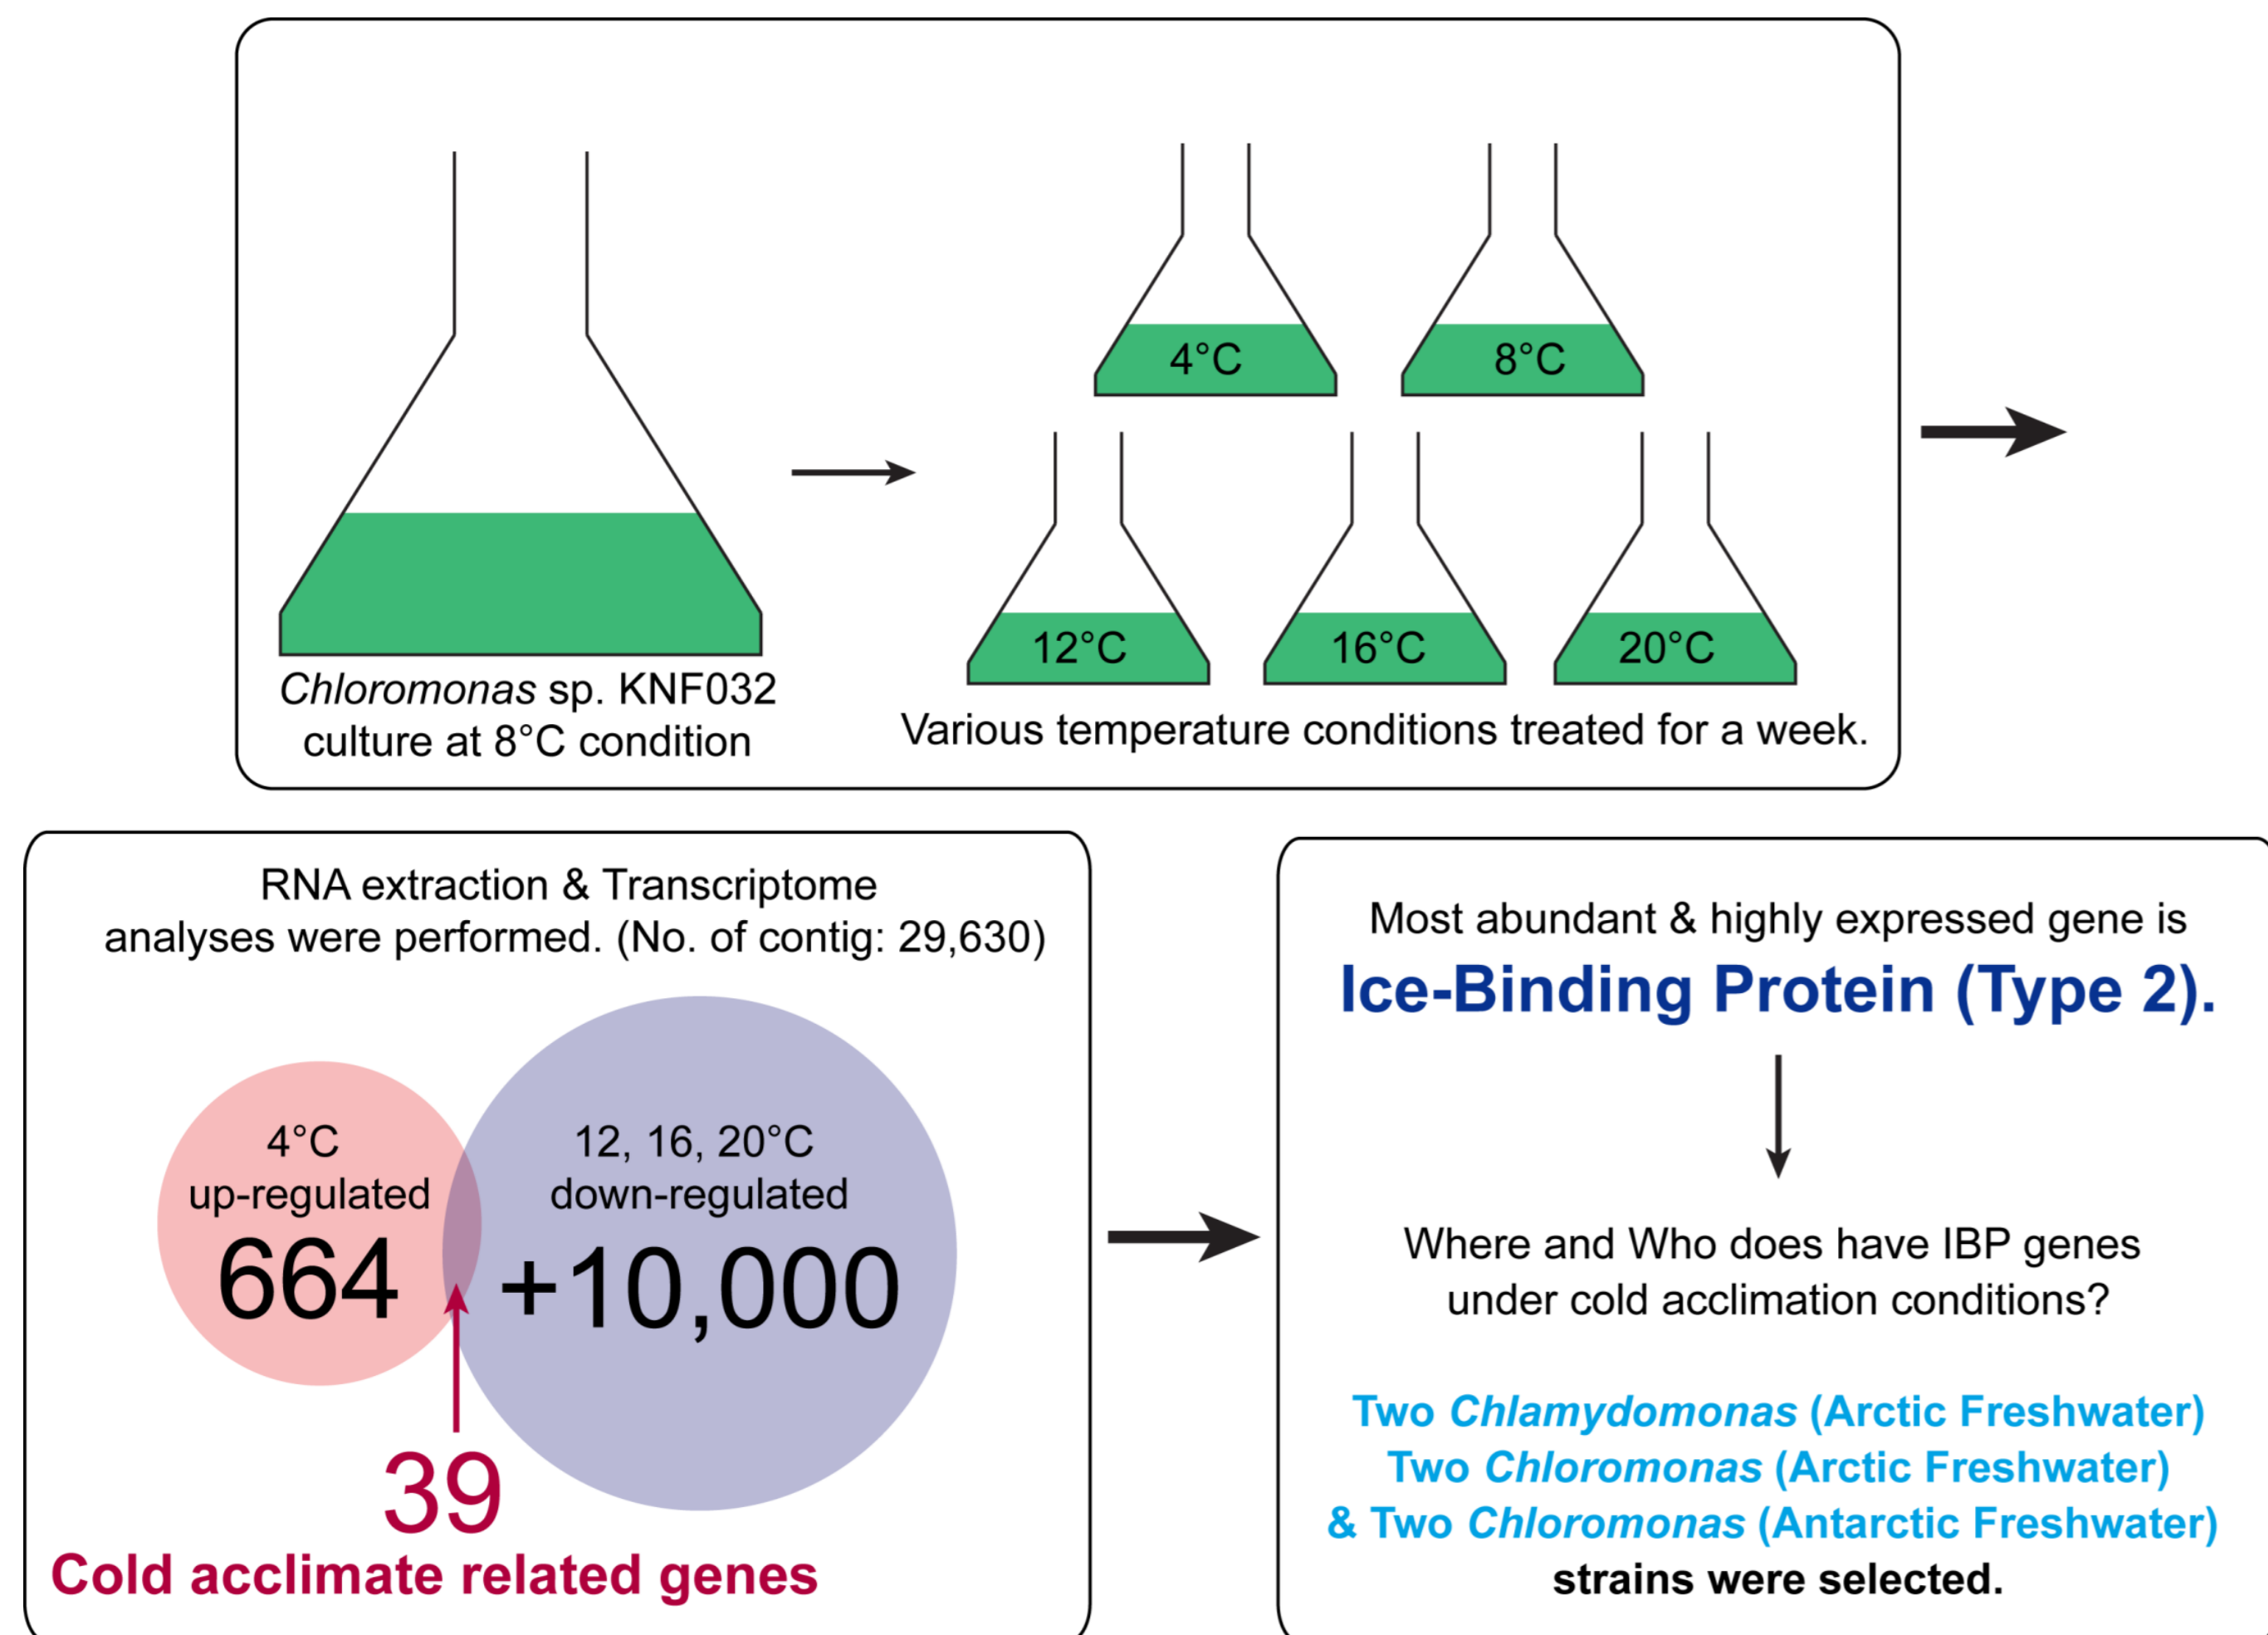 4°C
8°C
12°C
16°C
20°C
Chloromonas sp. KNF032
culture at 8°C condition
Various temperature conditions treated for a week.
RNA extraction & Transcriptome
analyses were performed. (No. of contig: 29,630)
4°C
up-regulated
664
12, 16, 20°C
down-regulated
+10,000
39
Cold acclimate related genes
Most abundant & highly expressed gene is
Ice-Binding Protein (Type 2).
Where and Who does have IBP genes
under cold acclimation conditions?
Two Chlamydomonas (Arctic Freshwater)
Two Chloromonas (Arctic Freshwater)
& Two Chloromonas (Antarctic Freshwater)
strains were selected.